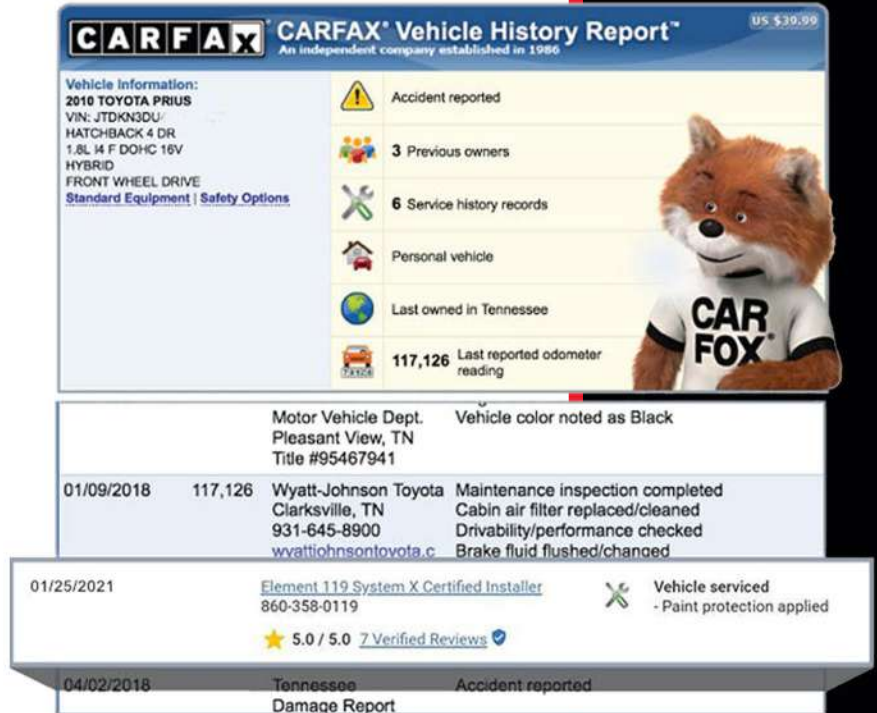 CARFAX
CARFAX® Vehicle History Report™
US $39.99
An independent company established in 1986
Vehicle Information:
2010 TOYOTA PRIUS
VIN: JTDKN3DU
HATCHBACK 4 DR
1.8L I4 F DOHC 16V
HYBRID
FRONT WHEEL DRIVE
Standard Equipment | Safety Options
Accident reported
3 Previous owners
6 Service history records
Personal vehicle
Last owned in Tennessee
117,126 Last reported odometer
reading
CAR
FOX
Motor Vehicle Dept.
Pleasant View, TN
Title #95467941
Vehicle color noted as Black
01/09/2018 117,126 Wyatt-Johnson Toyota
Clarksville, TN
931-645-8900
wyattjohnsontoyota.c
Maintenance inspection completed
Cabin air filter replaced/cleaned
Drivability/performance checked
Brake fluid flushed/changed
01/25/2021
Element 119 System X Certified Installer
860-358-0119
5.0 / 5.0 7 Verified Reviews
Vehicle serviced
- Paint protection applied
04/02/2018 Tennessee
Damage Report
Accident reported